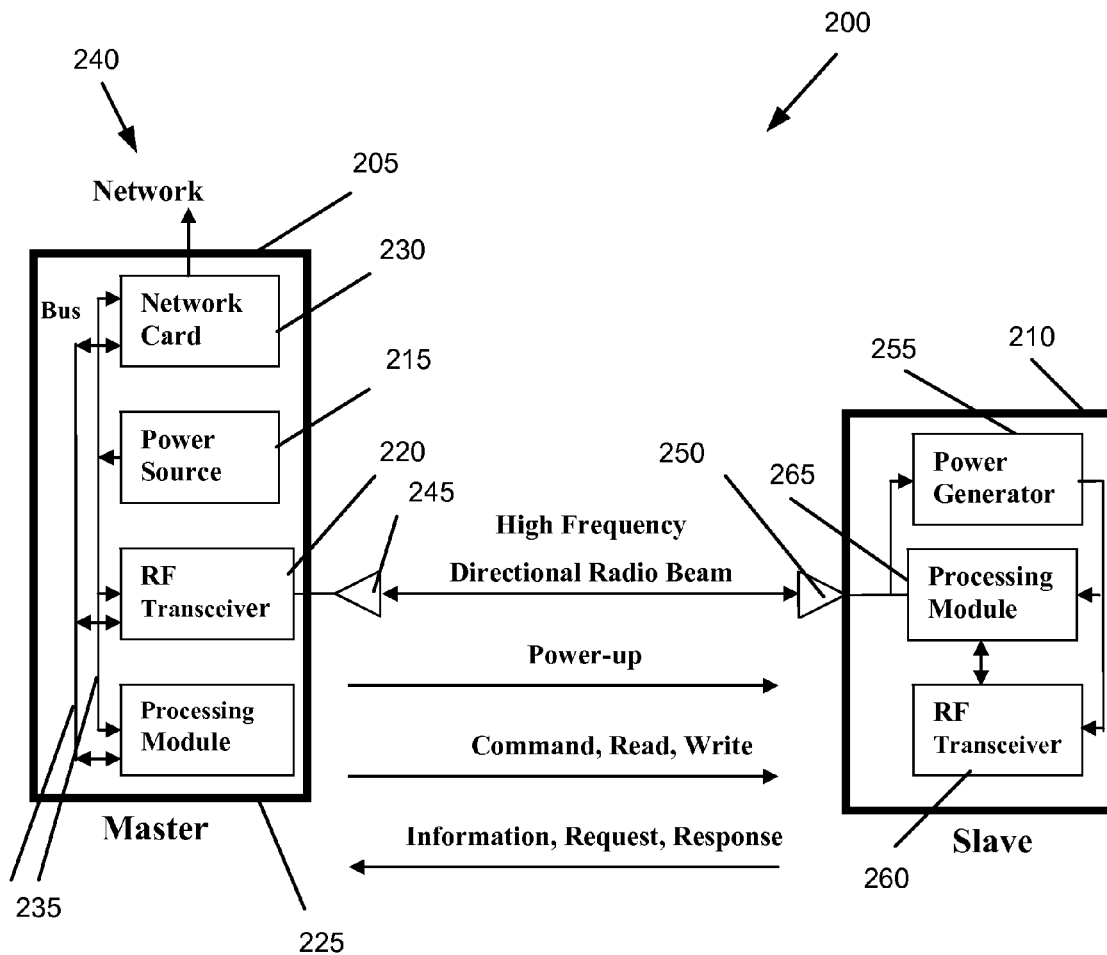 200
240
Network
205
230
Bus
Network
Card
215
Power
Source
220
245
RF
Transceiver
Processing
Module
Master
235
225
High Frequency
Directional Radio Beam
Power-up
Command, Read, Write
Information, Request, Response
250
255
210
265
Power
Generator
Processing
Module
RF
Transceiver
Slave
260